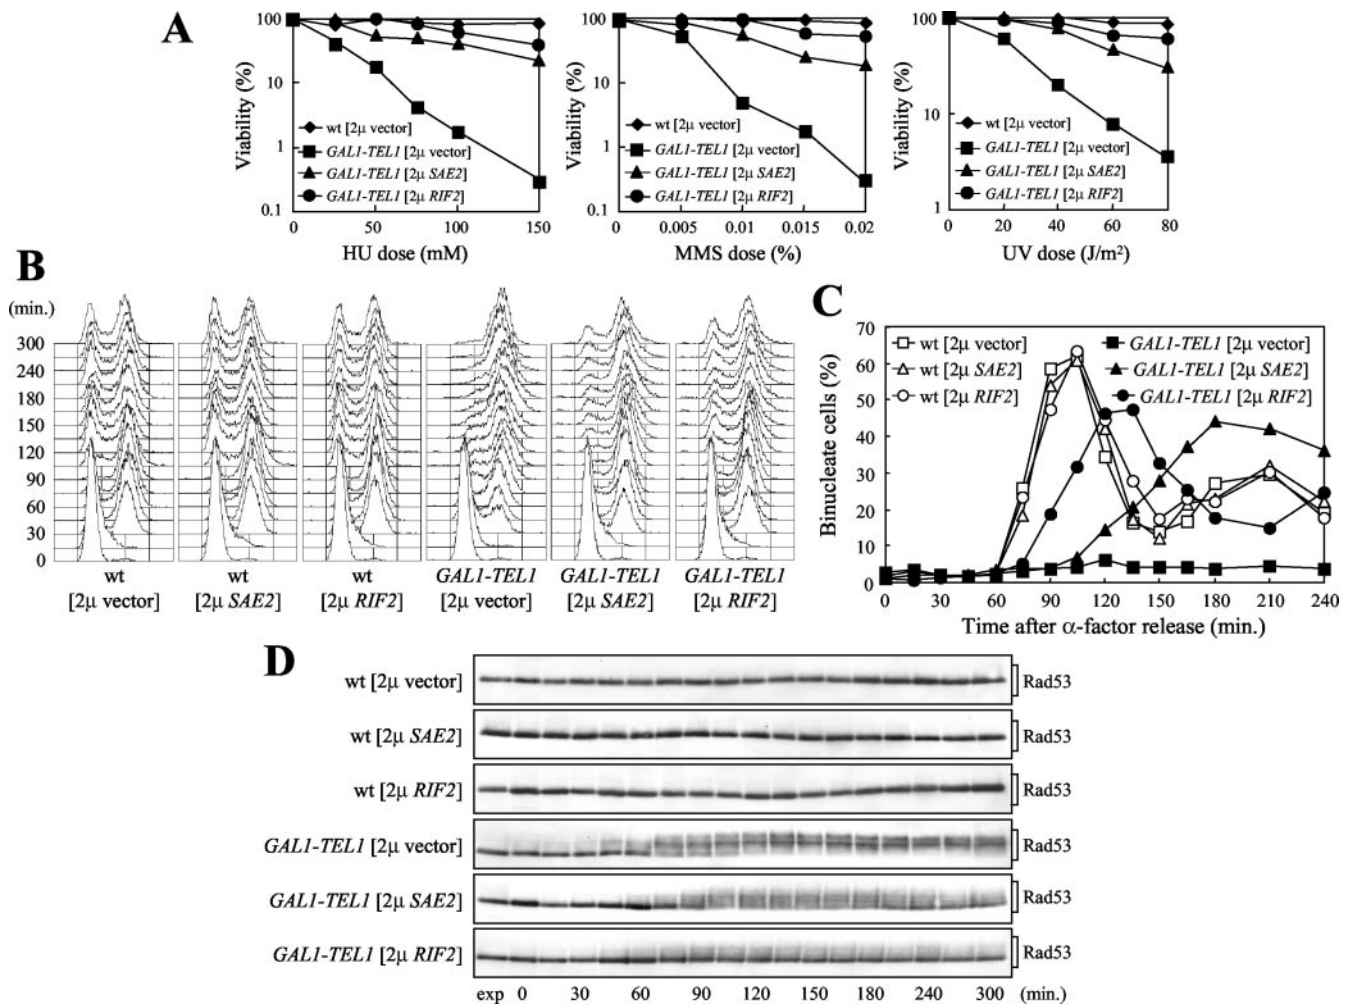 A
Viability (%)
100
10
1
0.1
wt [2μ vector]
GAL1-TEL1 [2μ vector]
GAL1-TEL1 [2μ SAE2]
GAL1-TEL1 [2μ RIF2]
0 50 100 150
HU dose (mM)
Viability (%)
100
10
1
0.1
wt [2μ vector]
GAL1-TEL1 [2μ vector]
GAL1-TEL1 [2μ SAE2]
GAL1-TEL1 [2μ RIF2]
0 0.005 0.01 0.015 0.02
MMS dose (%)
Viability (%)
100
10
1
wt [2μ vector]
GAL1-TEL1 [2μ vector]
GAL1-TEL1 [2μ SAE2]
GAL1-TEL1 [2μ RIF2]
0 20 40 60 80
UV dose (J/m²)
B
(min.)
300
240
180
150
120
90
60
30
0
wt [2μ vector]
wt [2μ SAE2]
wt [2μ RIF2]
GAL1-TEL1 [2μ vector]
GAL1-TEL1 [2μ SAE2]
GAL1-TEL1 [2μ RIF2]
C
Binucleate cells (%)
70
60
50
40
30
20
10
0
wt [2μ vector]
wt [2μ SAE2]
wt [2μ RIF2]
GAL1-TEL1 [2μ vector]
GAL1-TEL1 [2μ SAE2]
GAL1-TEL1 [2μ RIF2]
0 30 60 90 120 150 180 210 240
Time after α-factor release (min.)
D
wt [2μ vector] Rad53
wt [2μ SAE2] Rad53
wt [2μ RIF2] Rad53
GAL1-TEL1 [2μ vector] Rad53
GAL1-TEL1 [2μ SAE2] Rad53
GAL1-TEL1 [2μ RIF2] Rad53
exp 0 30 60 90 120 150 180 240 300 (min.)